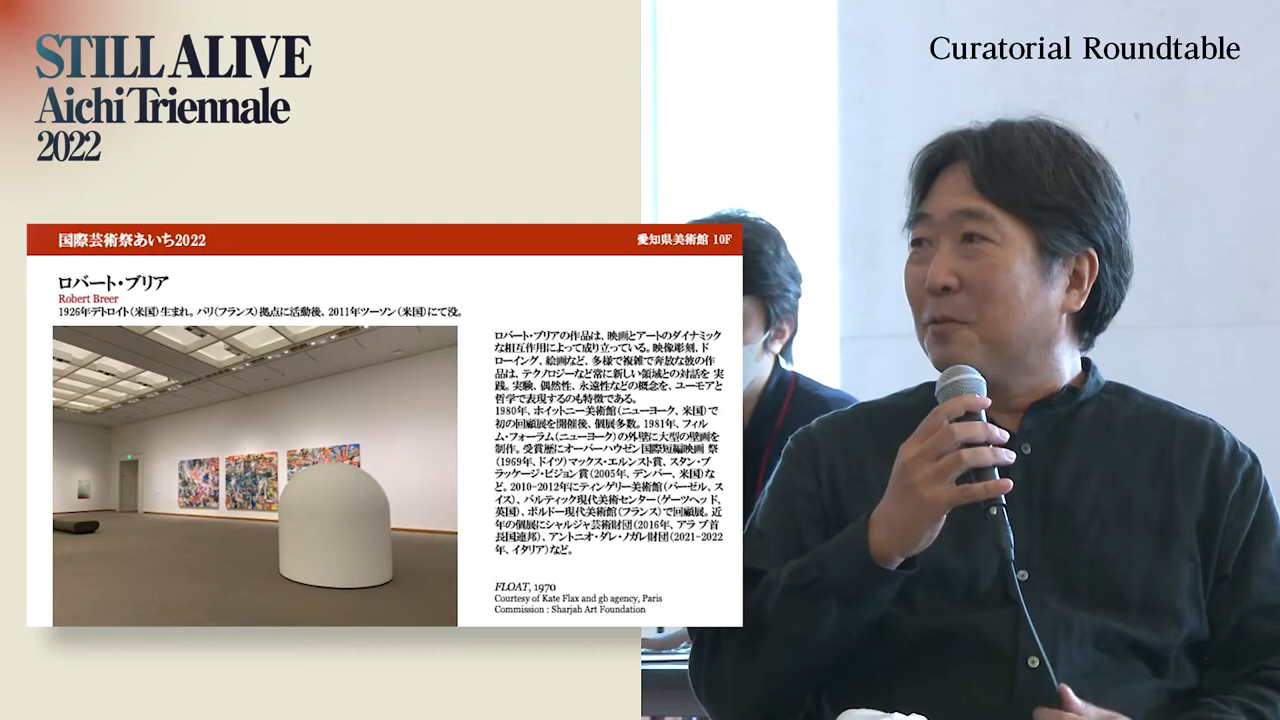 STILL ALIVE
Aichi Triennale
2022
Curatorial Roundtable
国際芸術祭あいち2022
愛知県美術館 10F
ロバート・ブリア
Robert Breer
1926年デトロイト（米国）生まれ。パリ（フランス）拠点に活動後、2011年ツーソン（米国）にて没。
ロバート・ブリアの作品は、映画とアートのダイナミック
な相互作用によって成り立っている。映像彫刻、ド
ローイング、絵画など、多様で複雑で奔放な彼の作
品は、テクノロジーなど常に新しい領域との対話を 実
践。実験、偶然性、永遠性などの概念を、ユーモアと
哲学で表現するのも特徴である。
1980年、ホイットニー美術館（ニューヨーク、米国）で
初の回顧展を開催後、個展多数。1981年、フィル
ム・フォーラム（ニューヨーク）の外壁に大型の壁画を
制作。受賞歴にオーバーハウゼン国際短編映画 祭
（1969年、ドイツ）マックス・エルンスト賞、スタン・ブ
ラッケージ・ビジョン賞（2005年、デンバー、米国）な
ど。2010-2012年にティンゲリー美術館（バーゼル、ス
イス）、バルティック現代美術センター（ゲーツヘッド、
英国）、ボルドー現代美術館（フランス）で回顧展。近
年の個展にシャルジャ芸術財団（2016年、アラブ首
長国連邦）、アントニオ・ダレ・ノガレ財団（2021-2022
年、イタリア）など。
FLOAT, 1970
Courtesy of Kate Flax and gb agency, Paris
Commission : Sharjah Art Foundation